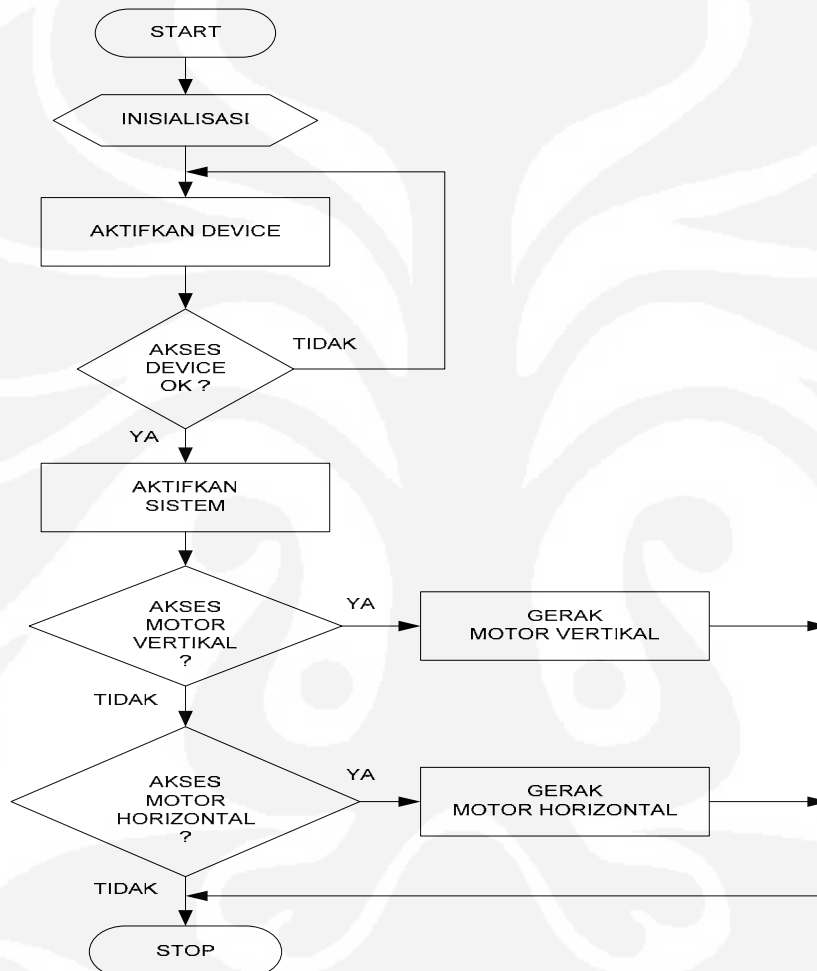 START
INISIALISASI
AKTIFKAN DEVICE
AKSES
DEVICE
OK ?
TIDAK
YA
AKTIFKAN
SISTEM
AKSES
MOTOR
VERTIKAL
?
YA
GERAK
MOTOR VERTIKAL
TIDAK
AKSES
MOTOR
HORIZONTAL
?
YA
GERAK
MOTOR HORIZONTAL
TIDAK
STOP